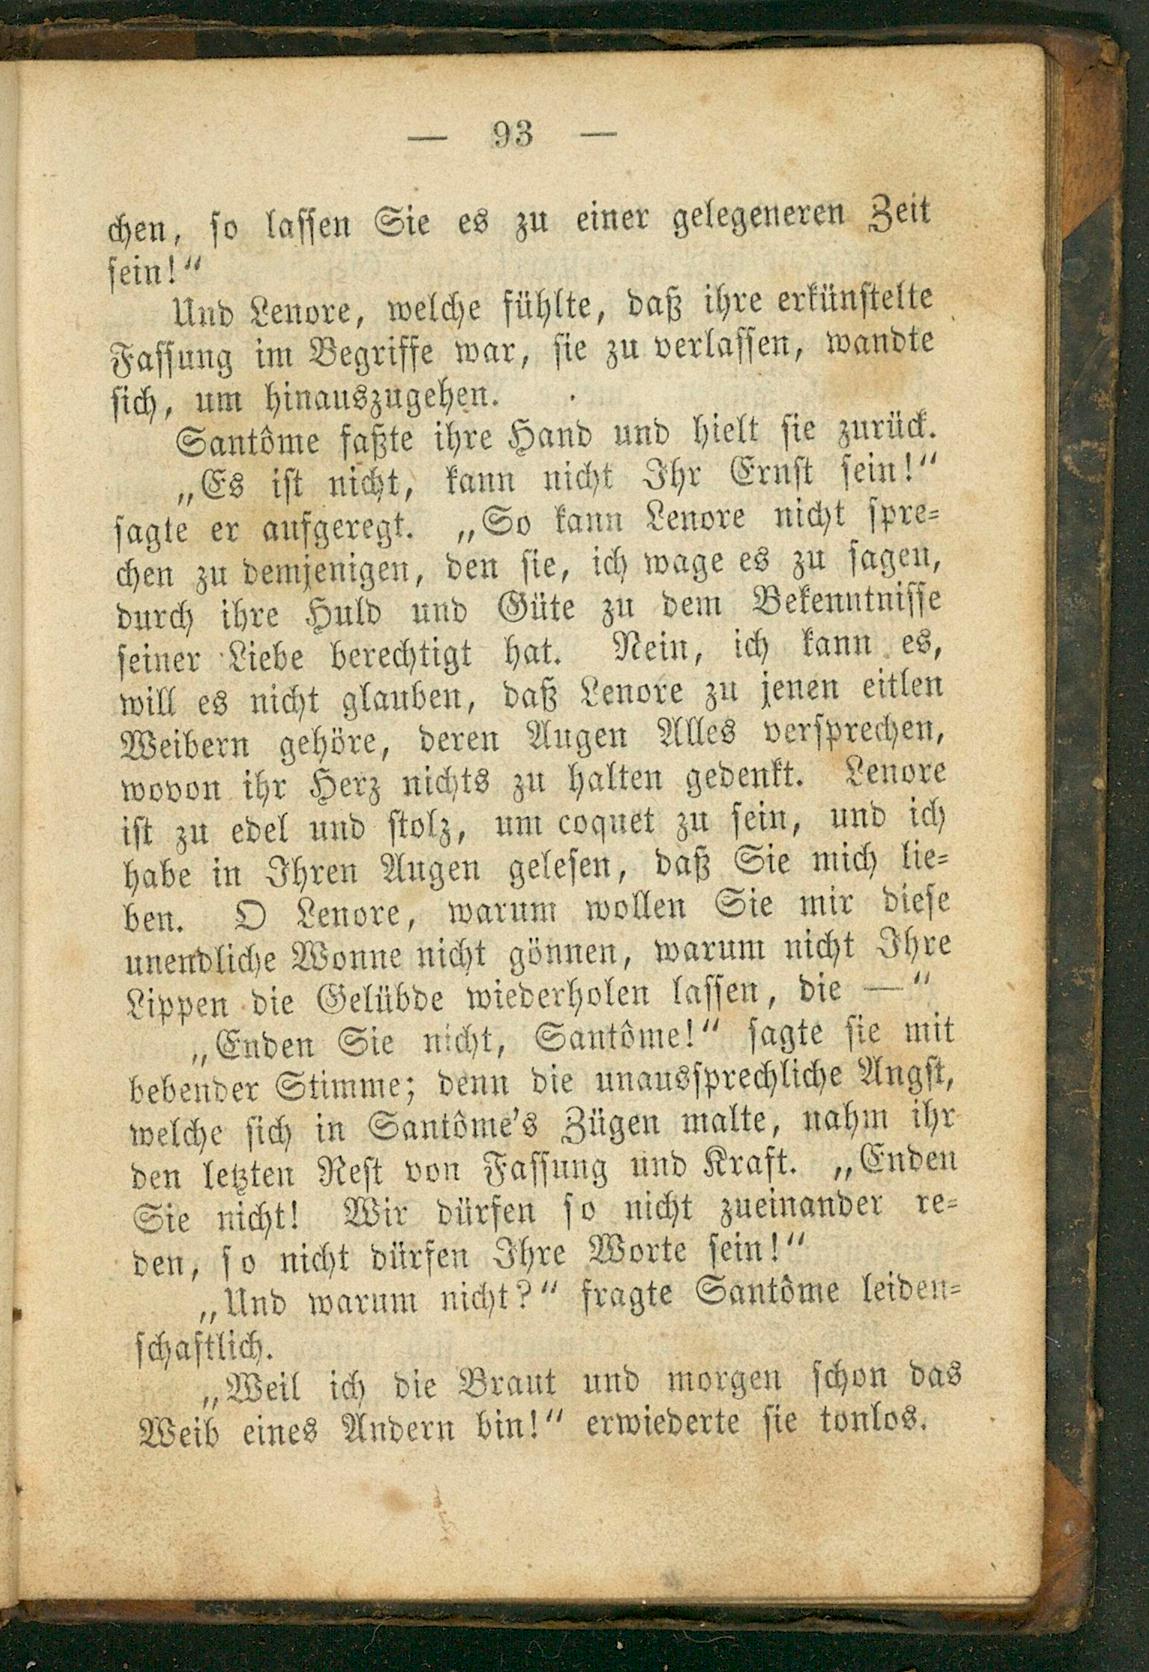 — 93 —
chen, so lassen Sie es zu einer gelegeneren Zeit
sein!“
Und Lenore, welche fühlte, daß ihre erkünstelte
Fassung im Begriffe war, sie zu verlassen, wandte
sich, um hinauszugehen.
Santôme faßte ihre Hand und hielt sie zurück.
„Es ist nicht, kann nicht Ihr Ernst sein!“
sagte er aufgeregt. „So kann Lenore nicht spre-
chen zu demjenigen, den sie, ich wage es zu sagen,
durch ihre Huld und Güte zu dem Bekenntnisse
seiner Liebe berechtigt hat. Nein, ich kann es,
will es nicht glauben, daß Lenore zu jenen eitlen
Weibern gehöre, deren Augen Alles versprechen,
wovon ihr Herz nichts zu halten gedenkt. Lenore
ist zu edel und stolz, um coquet zu sein, und ich
habe in Ihren Augen gelesen, daß Sie mich lie-
ben. O Lenore, warum wollen Sie mir diese
unendliche Wonne nicht gönnen, warum nicht Ihre
Lippen die Gelübde wiederholen lassen, die —“
„Enden Sie nicht, Santôme!“ sagte sie mit
bebender Stimme; denn die unaussprechliche Angst,
welche sich in Santôme's Zügen malte, nahm ihr
den letzten Rest von Fassung und Kraft. „Enden
Sie nicht! Wir dürfen so nicht zueinander re-
den, so nicht dürfen Ihre Worte sein!“
„Und warum nicht?“ fragte Santôme leiden-
schaftlich.
„Weil ich die Braut und morgen schon das
Weib eines Andern bin!“ erwiederte sie tonlos.